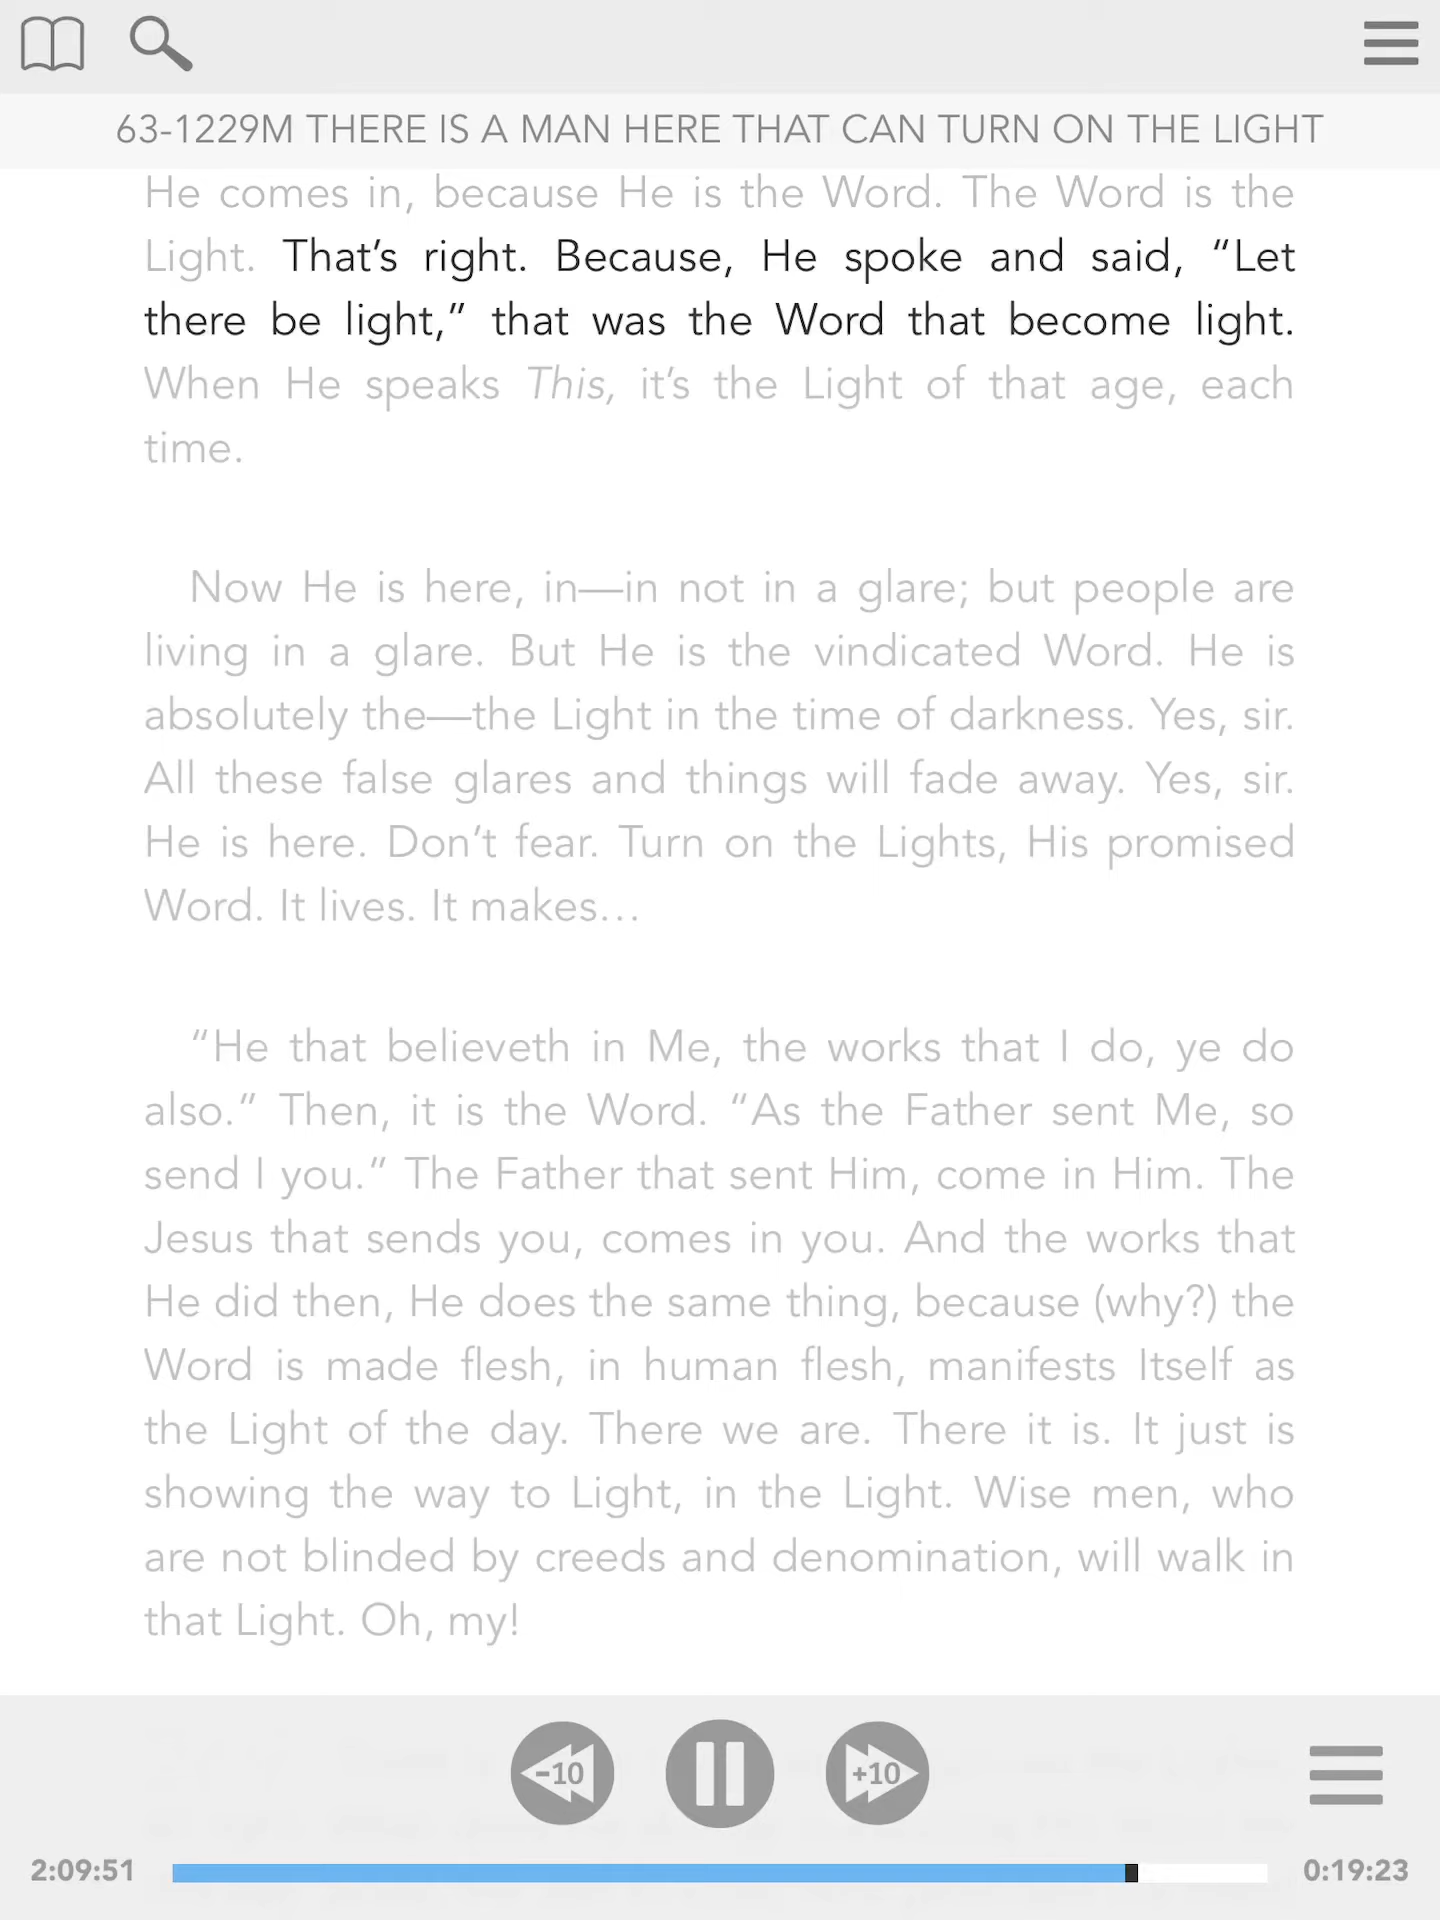 63-1229M THERE IS A MAN HERE THAT CAN TURN ON THE LIGHT
He comes in, because He is the Word. The Word is the
Light. That’s right. Because, He spoke and said, “Let
there be light,” that was the Word that become light.
When He speaks This, it’s the Light of that age, each
time.
Now He is here, in—in not in a glare; but people are
living in a glare. But He is the vindicated Word. He is
absolutely the—the Light in the time of darkness. Yes, sir.
All these false glares and things will fade away. Yes, sir.
He is here. Don’t fear. Turn on the Lights, His promised
Word. It lives. It makes…
“He that believeth in Me, the works that I do, ye do
also.” Then, it is the Word. “As the Father sent Me, so
send I you.” The Father that sent Him, come in Him. The
Jesus that sends you, comes in you. And the works that
He did then, He does the same thing, because (why?) the
Word is made flesh, in human flesh, manifests Itself as
the Light of the day. There we are. There it is. It just is
showing the way to Light, in the Light. Wise men, who
are not blinded by creeds and denomination, will walk in
that Light. Oh, my!
-10 +10
2:09:51 0:19:23